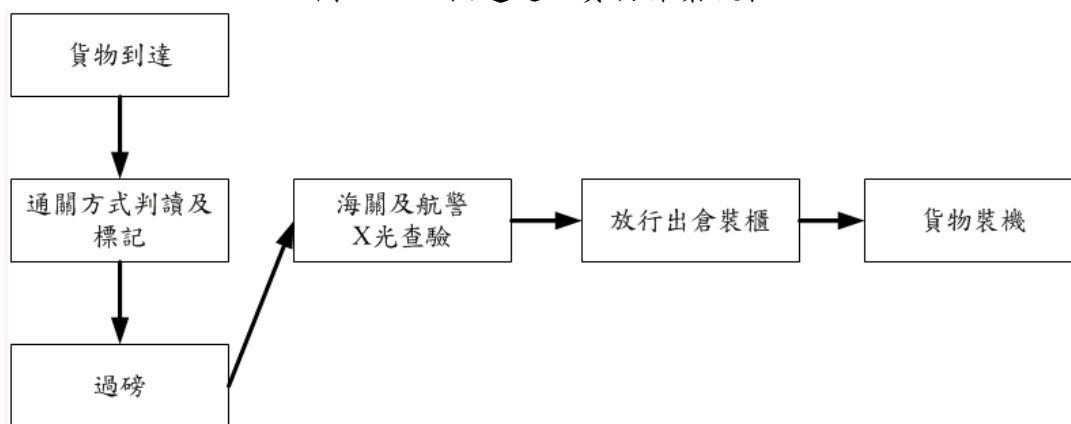 貨物到達
通關方式判讀及
標記
過磅
海關及航警
X光查驗
放行出倉裝櫃
貨物裝機